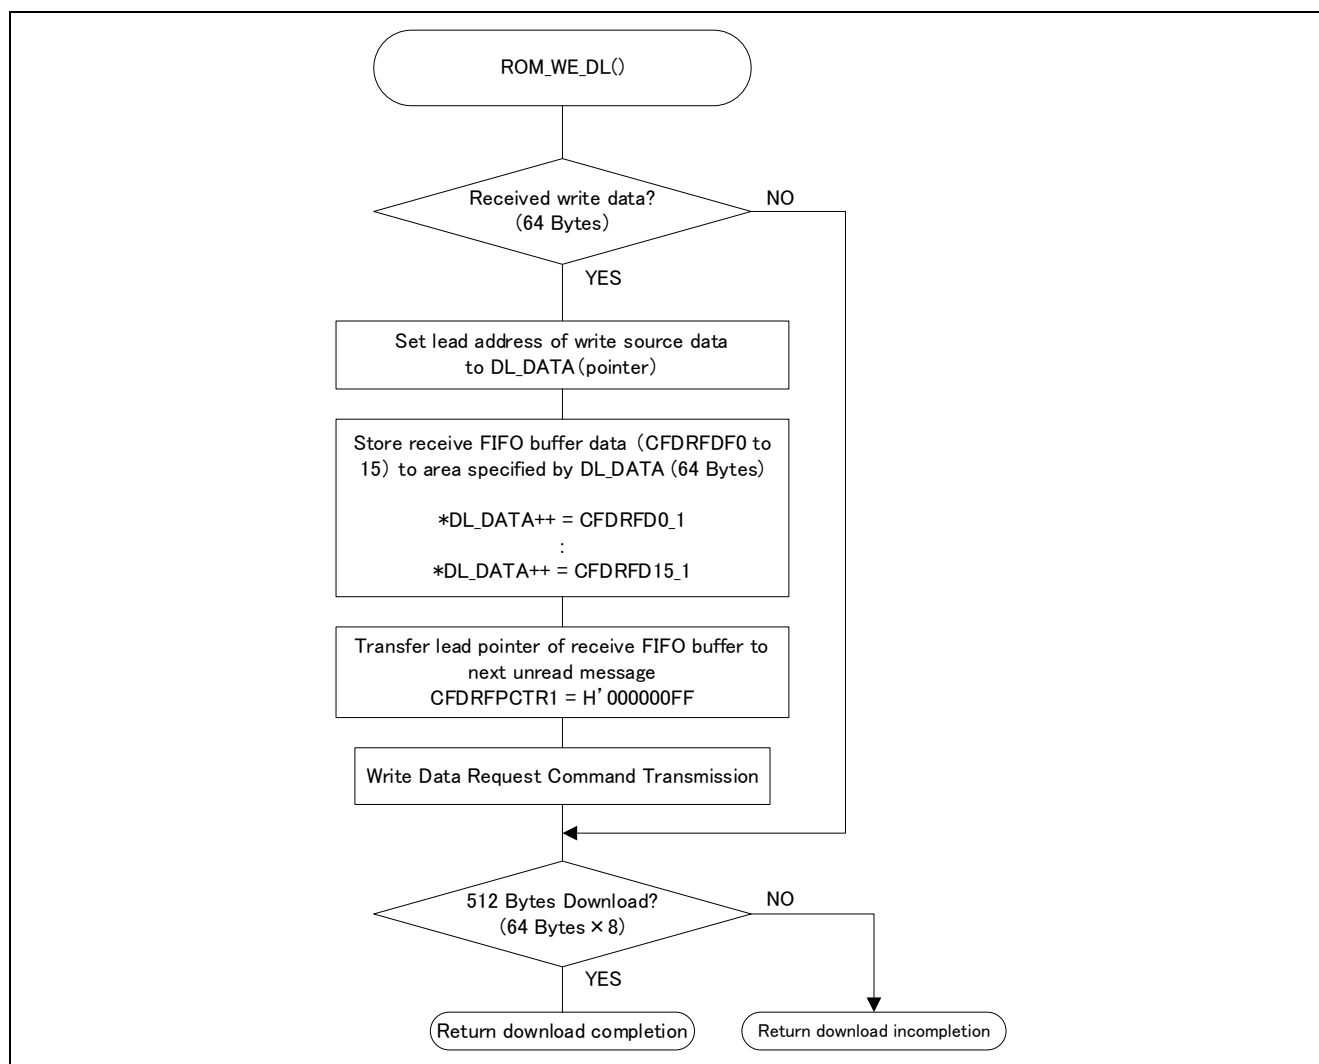 ROM_WE_DL()
Received write data?
(64 Bytes)
NO
YES
Set lead address of write source data
to DL_DATA(pointer)
Store receive FIFO buffer data (CFDRFDF0 to
15) to area specified by DL_DATA (64 Bytes)
*DL_DATA++ = CFDRFD0_1
:
*DL_DATA++ = CFDRFD15_1
Transfer lead pointer of receive FIFO buffer to
next unread message
CFDRFPCTR1 = H'000000FF
Write Data Request Command Transmission
512 Bytes Download?
(64 Bytes×8)
NO
YES
Return download completion
Return download incompletion